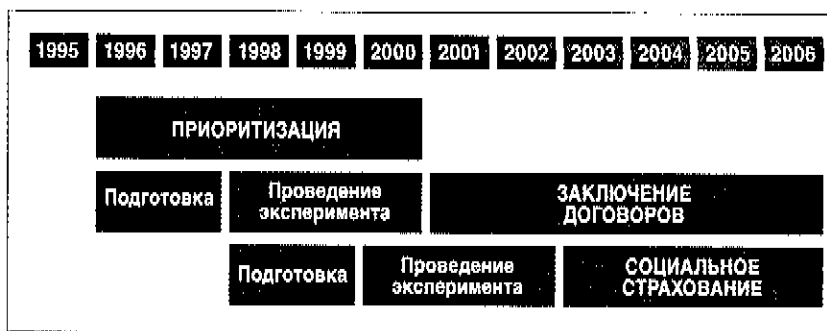 1995 1996 1997 1998 1999 2000 2001 2002 2003 2004 2005 2006
ПРИОРИТИЗАЦИЯ
Подготовка
Проведение
эксперимента
ЗАКЛЮЧЕНИЕ
ДОГОВОРОВ
Подготовка
Проведение
эксперимента
СОЦИАЛЬНОЕ
СТРАХОВАНИЕ